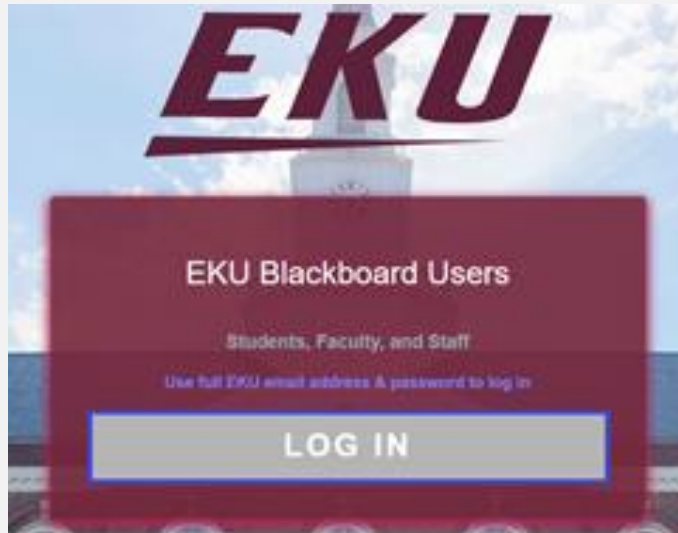 EKU
EKU Blackboard Users
Students, Faculty, and Staff
Use full EKU email address & password to log in
LOG IN